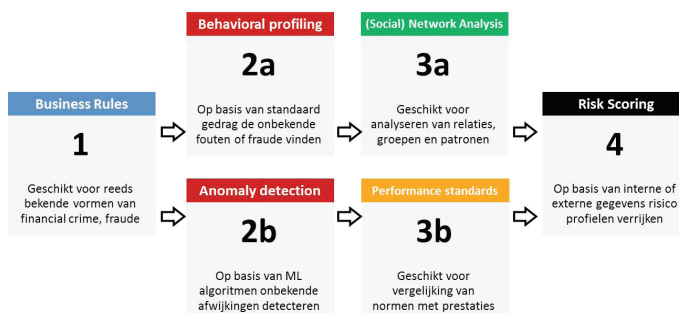 Business Rules
1
Geschikt voor reeds
bekende vormen van
financial crime, fraude
Behavioral profiling
2a
Op basis van standaard
gedrag de onbekende
fouten of fraude vinden
Anomaly detection
2b
Op basis van ML
algoritmen onbekende
afwijkingen detecteren
(Social) Network Analysis
3a
Geschikt voor
analyseren van relaties,
groepen en patronen
Performance standards
3b
Geschikt voor
vergelijking van
normen met prestaties
Risk Scoring
4
Op basis van interne of
externe gegevens risico
profielen verrijken